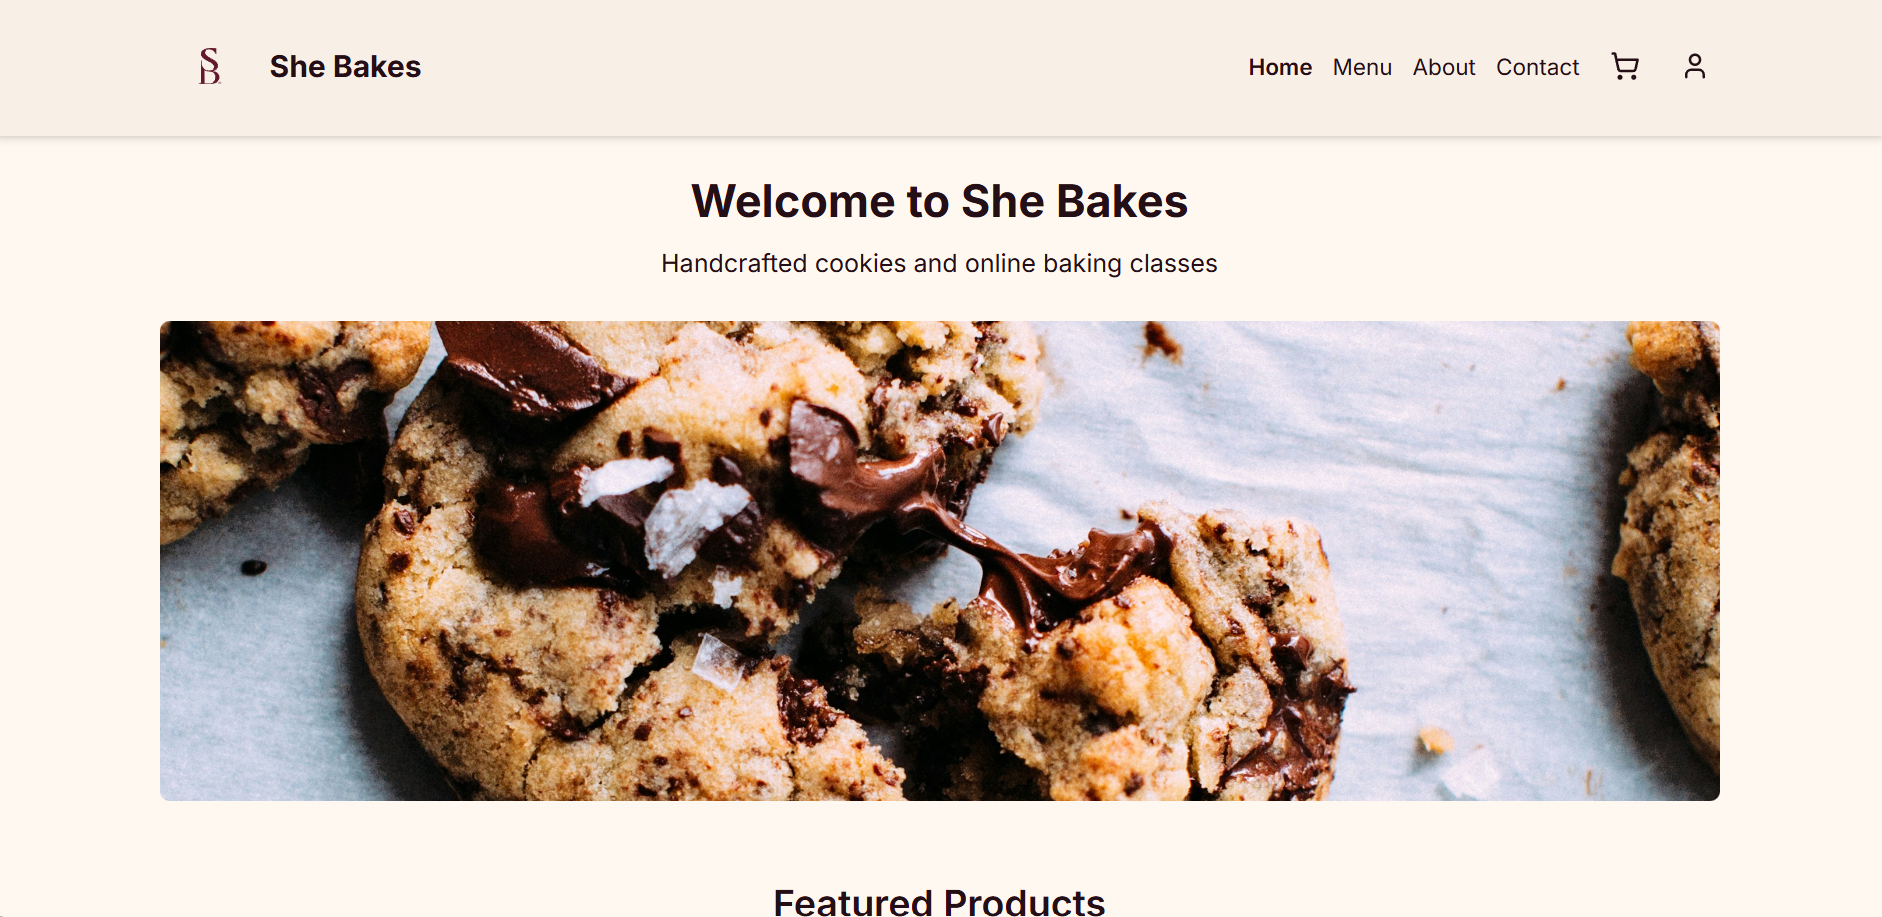 SB
She Bakes
Home Menu About Contact
Welcome to She Bakes
Handcrafted cookies and online baking classes
Featured Products